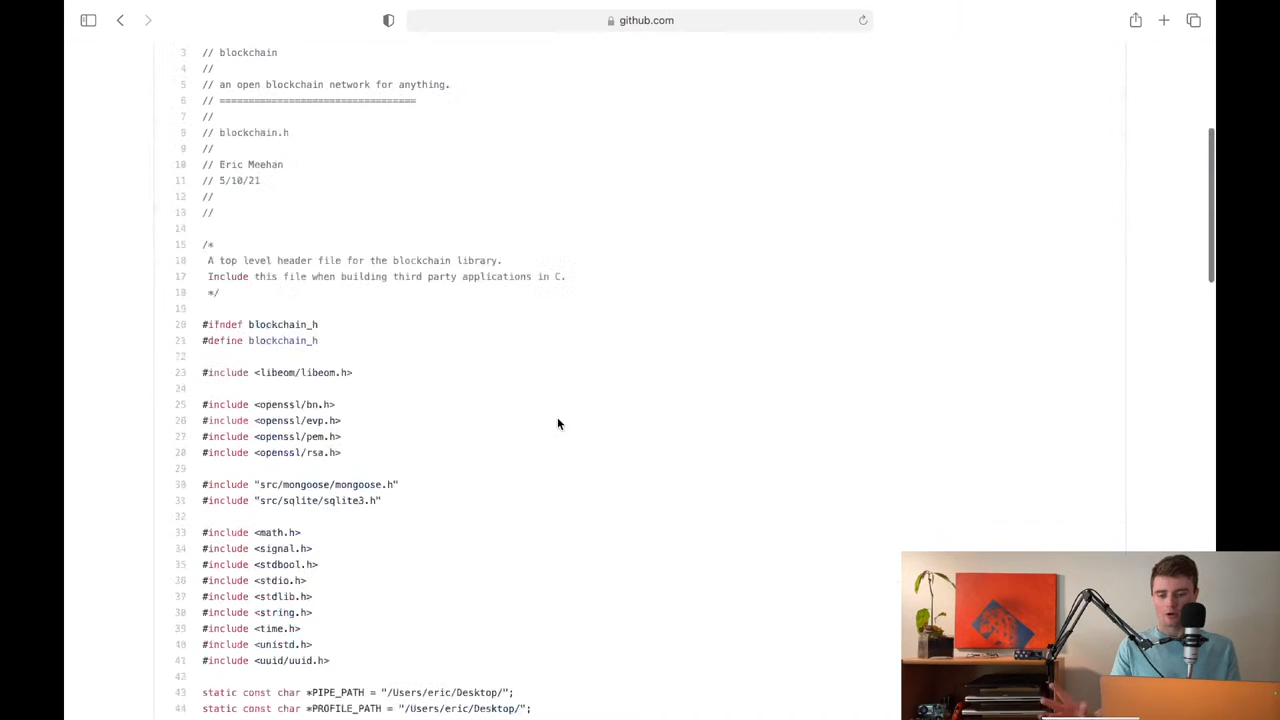 github.com
3 // blockchain
4 //
5 // an open blockchain network for anything.
6 // ==================================
7 //
8 // blockchain.h
9 //
10 // Eric Meehan
11 // 5/10/21
12 //
13 //
14
15 /*
16 A top level header file for the blockchain library.
17 Include this file when building third party applications in C.
18 */
19
20 #ifndef blockchain_h
21 #define blockchain_h
22
23 #include <libeom/libeom.h>
24
25 #include <openssl/bn.h>
26 #include <openssl/evp.h>
27 #include <openssl/pem.h>
28 #include <openssl/rsa.h>
29
30 #include "src/mongoose/mongoose.h"
31 #include "src/sqlite/sqlite3.h"
32
33 #include <math.h>
34 #include <signal.h>
35 #include <stdbool.h>
36 #include <stdio.h>
37 #include <stdlib.h>
38 #include <string.h>
39 #include <time.h>
40 #include <unistd.h>
41 #include <uuid/uuid.h>
42
43 static const char *PIPE_PATH = "/Users/eric/Desktop/";
44 static const char *PROFILE_PATH = "/Users/eric/Desktop/";